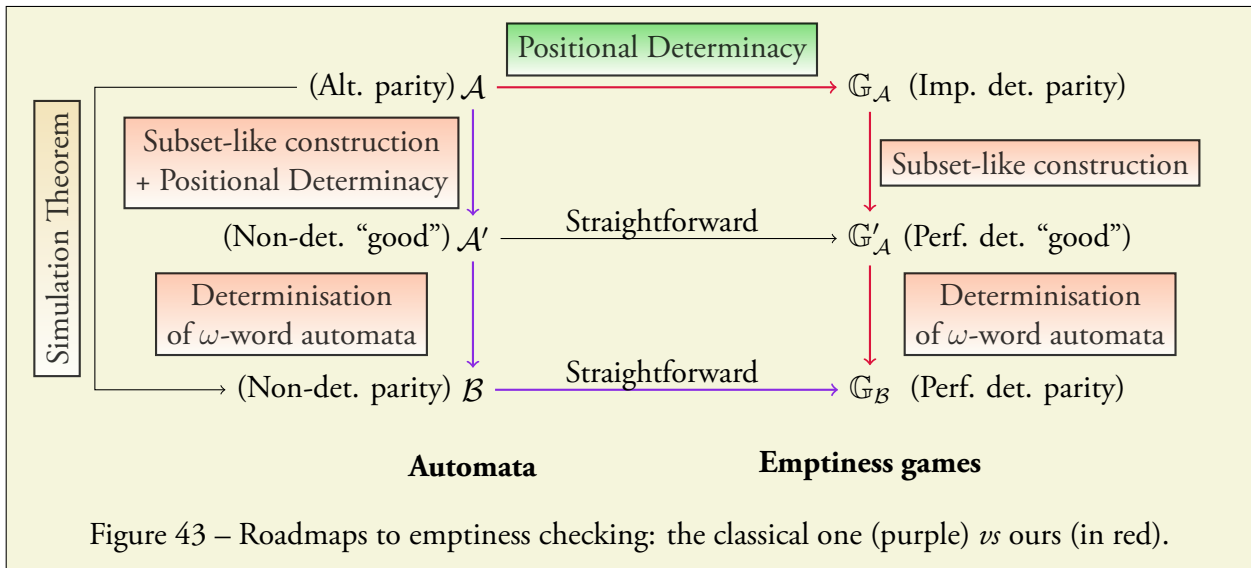 Positional Determinacy
(Alt. parity) 𝒜
𝔾_𝒜 (Imp. det. parity)
Simulation Theorem
Subset-like construction
+ Positional Determinacy
Subset-like construction
(Non-det. “good”) 𝒜′
Straightforward
𝔾′_𝒜 (Perf. det. “good”)
Determinisation
of ω-word automata
Determinisation
of ω-word automata
(Non-det. parity) ℬ
Straightforward
𝔾_ℬ (Perf. det. parity)
Automata
Emptiness games
Figure 43 – Roadmaps to emptiness checking: the classical one (purple) vs ours (in red).